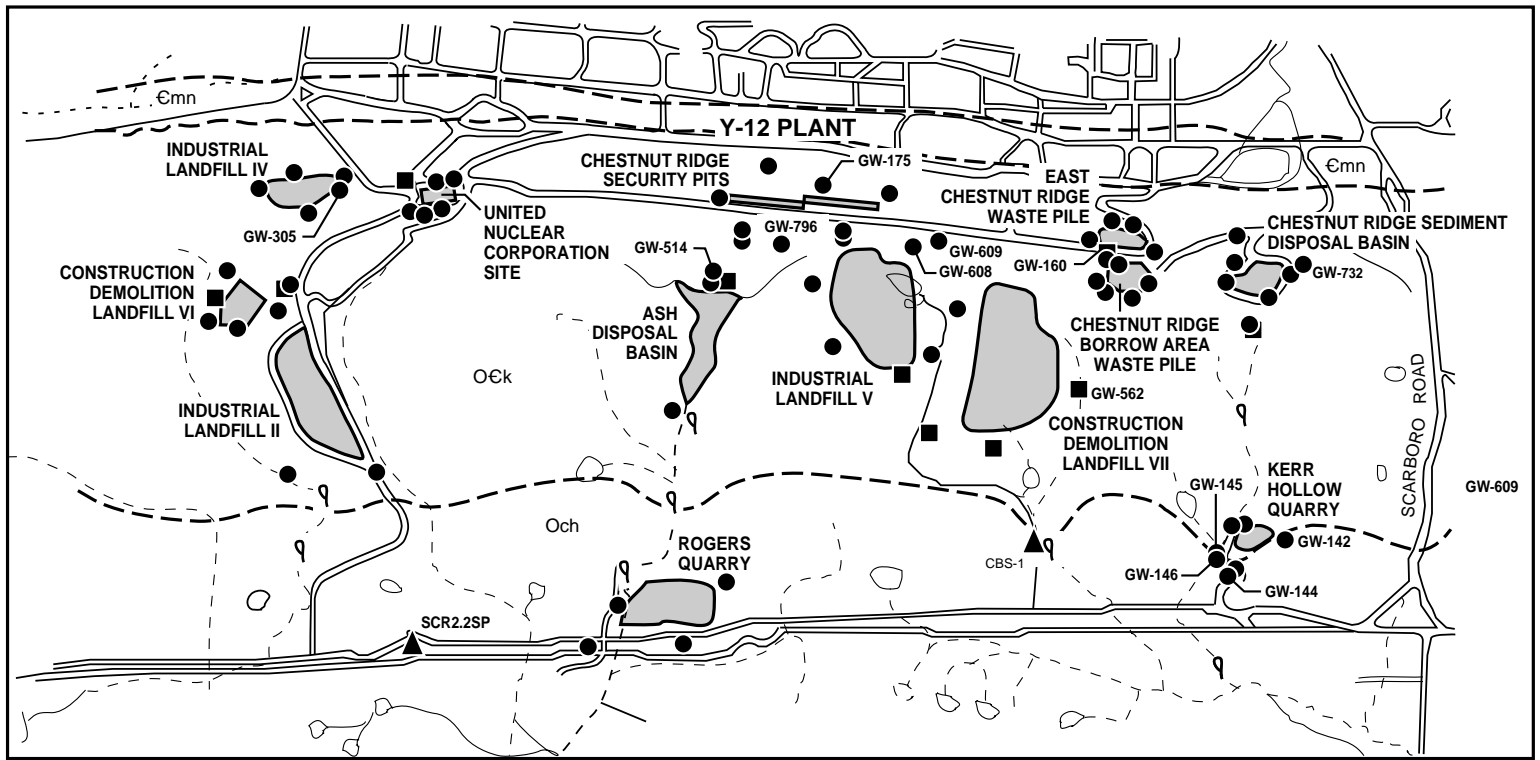 Єmn
Y-12 PLANT
INDUSTRIAL
LANDFILL IV
CHESTNUT RIDGE
SECURITY PITS
GW-175
EAST
CHESTNUT RIDGE
WASTE PILE
Єmn
GW-305
UNITED
NUCLEAR
CORPORATION
SITE
GW-796
GW-514
GW-609
GW-608
GW-160
CHESTNUT RIDGE SEDIMENT
DISPOSAL BASIN
GW-732
CONSTRUCTION
DEMOLITION
LANDFILL VI
ASH
DISPOSAL
BASIN
CHESTNUT RIDGE
BORROW AREA
WASTE PILE
OЄk
INDUSTRIAL
LANDFILL V
GW-562
INDUSTRIAL
LANDFILL II
CONSTRUCTION
DEMOLITION
LANDFILL VII
SCARBORO ROAD
KERR
HOLLOW
QUARRY
GW-145
GW-609
Och
ROGERS
QUARRY
CBS-1
GW-142
GW-146
GW-144
SCR2.2SP